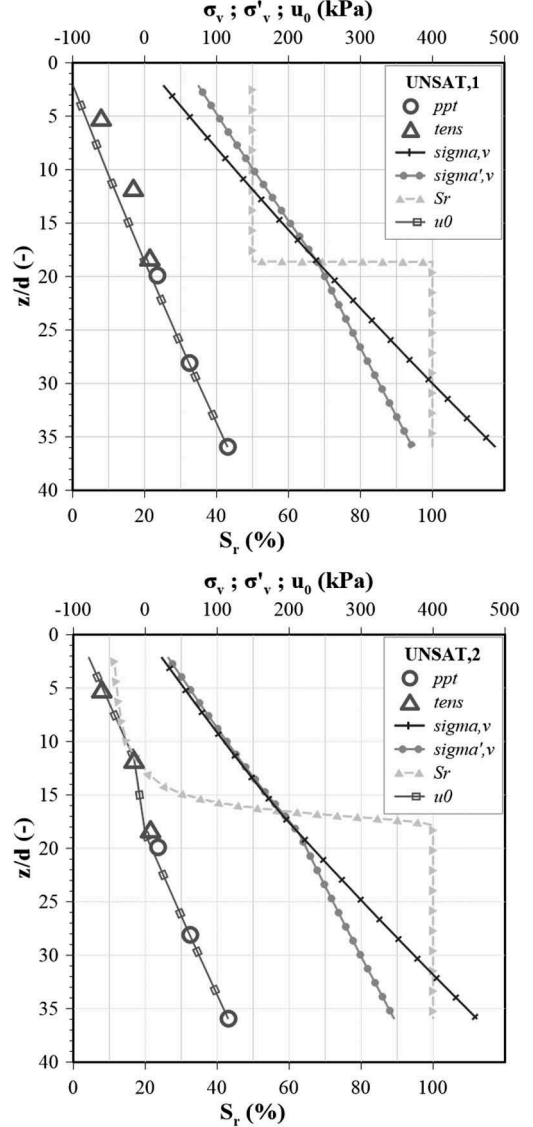 σv ; σ'v ; u0 (kPa)
-100 0 100 200 300 400 500
0
5
10
15
20
25
30
35
40
z/d (-)
UNSAT,1
ppt
tens
sigma,v
sigma',v
Sr
u0
0 20 40 60 80 100
Sr (%)
σv ; σ'v ; u0 (kPa)
-100 0 100 200 300 400 500
0
5
10
15
20
25
30
35
40
z/d (-)
UNSAT,2
ppt
tens
sigma,v
sigma',v
Sr
u0
0 20 40 60 80 100
Sr (%)